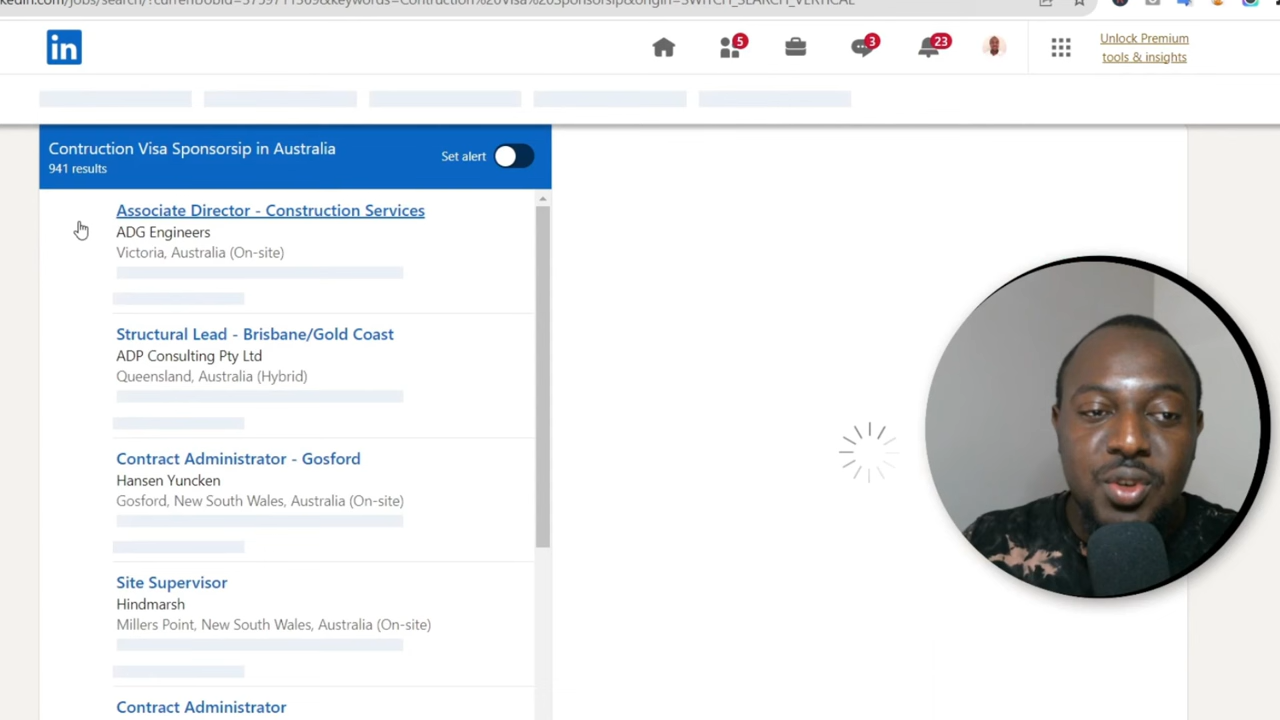 in
5
3
23
Unlock Premium
tools & insights
Contruction Visa Sponsorsip in Australia
941 results
Set alert
Associate Director - Construction Services
ADG Engineers
Victoria, Australia (On-site)
Structural Lead - Brisbane/Gold Coast
ADP Consulting Pty Ltd
Queensland, Australia (Hybrid)
Contract Administrator - Gosford
Hansen Yuncken
Gosford, New South Wales, Australia (On-site)
Site Supervisor
Hindmarsh
Millers Point, New South Wales, Australia (On-site)
Contract Administrator